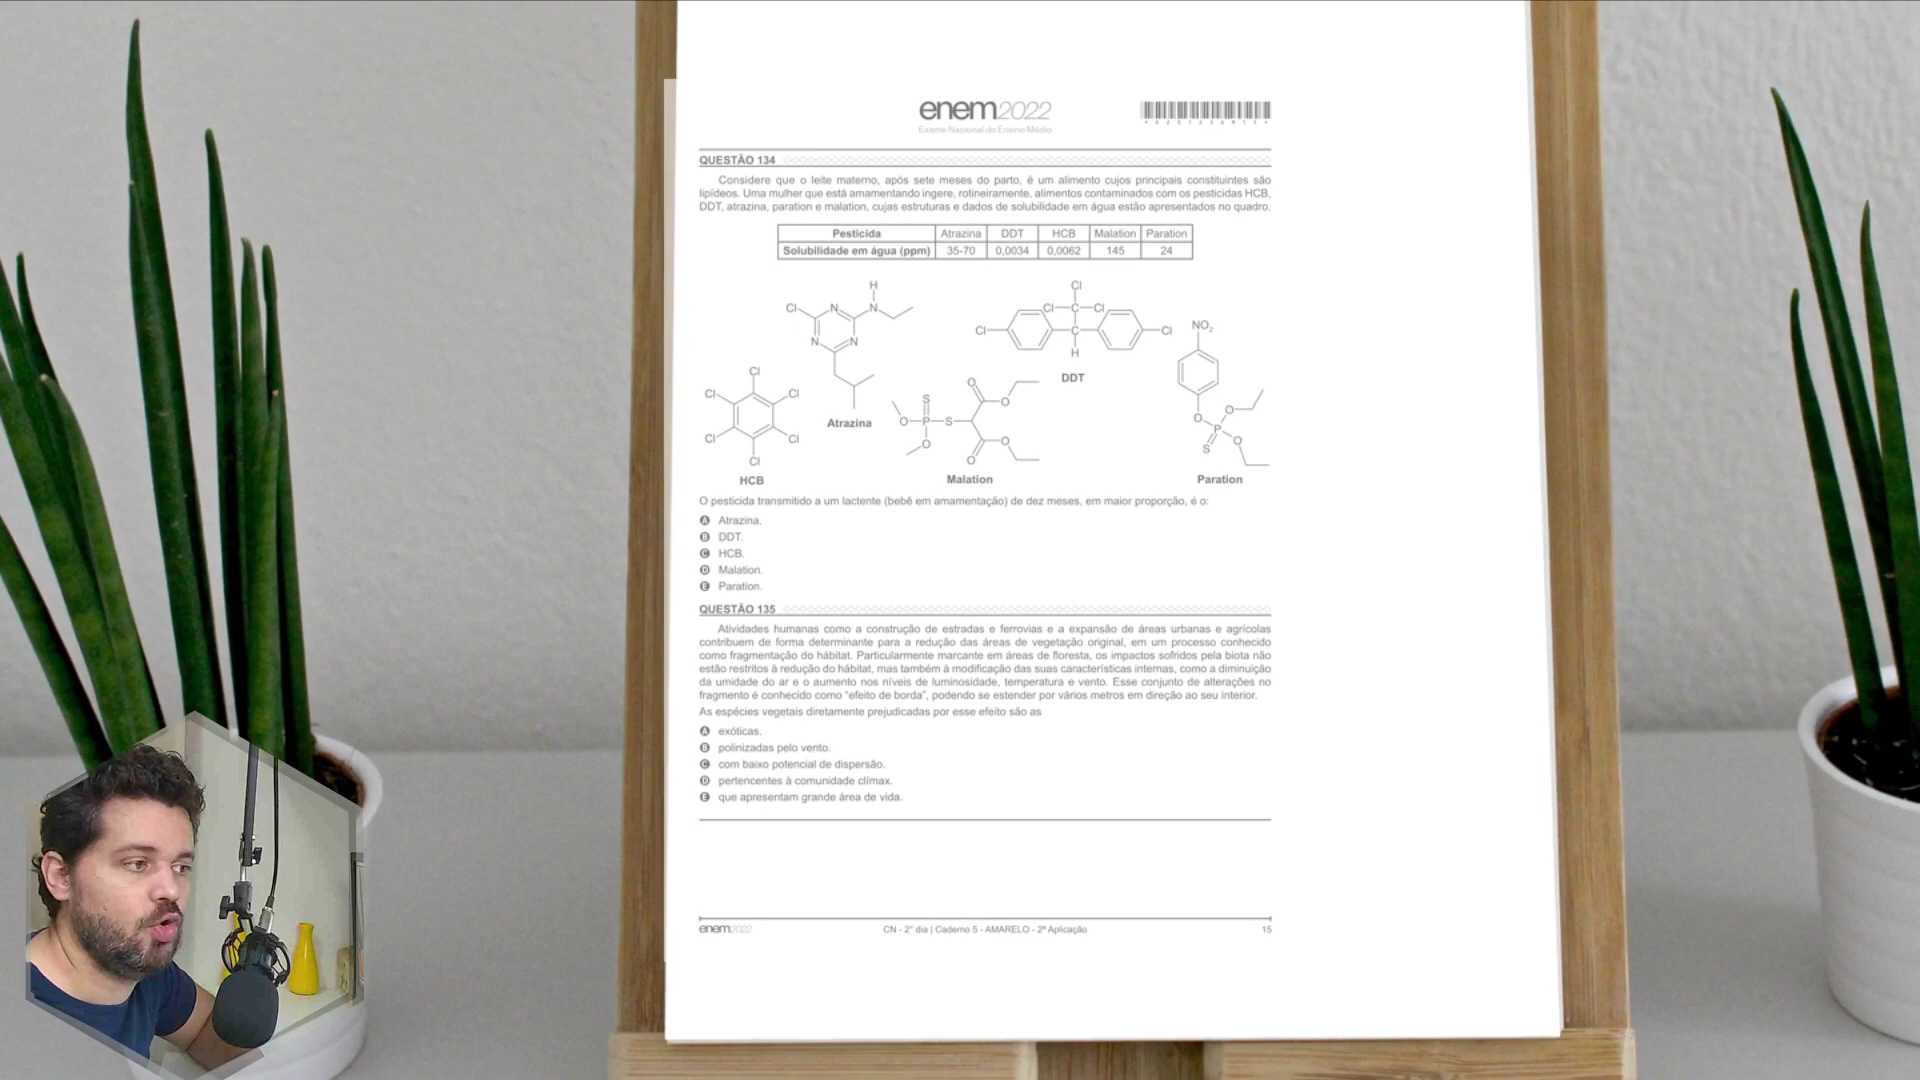 enem2022
Exame Nacional do Ensino Médio
QUESTÃO 134
Considere que o leite materno, após sete meses do parto, é um alimento cujos principais constituintes são
lipídeos. Uma mulher que está amamentando ingere, rotineiramente, alimentos contaminados com os pesticidas HCB,
DDT, atrazina, paration e malation, cujas estruturas e dados de solubilidade em água estão apresentados no quadro.
Pesticida Atrazina DDT HCB Malation Paration
Solubilidade em água (ppm) 35-70 0,0034 0,0062 145 24
H
Cl N N
N N
Atrazina
Cl
Cl C Cl
Cl C Cl
H
DDT
NO2
O O
P
S O
Paration
Cl
Cl Cl
Cl Cl
Cl
HCB
S O O
O P S
O O O
Malation
O pesticida transmitido a um lactente (bebê em amamentação) de dez meses, em maior proporção, é o:
A Atrazina.
B DDT.
C HCB.
D Malation.
E Paration.
QUESTÃO 135
Atividades humanas como a construção de estradas e ferrovias e a expansão de áreas urbanas e agrícolas
contribuem de forma determinante para a redução das áreas de vegetação original, em um processo conhecido
como fragmentação do hábitat. Particularmente marcante em áreas de floresta, os impactos sofridos pela biota não
estão restritos à redução do hábitat, mas também à modificação das suas características internas, como a diminuição
da umidade do ar e o aumento nos níveis de luminosidade, temperatura e vento. Esse conjunto de alterações no
fragmento é conhecido como “efeito de borda”, podendo se estender por vários metros em direção ao seu interior.
As espécies vegetais diretamente prejudicadas por esse efeito são as
A exóticas.
B polinizadas pelo vento.
C com baixo potencial de dispersão.
D pertencentes à comunidade clímax.
E que apresentam grande área de vida.
enem2022
CN - 2° dia | Caderno 5 - AMARELO - 2ª Aplicação
15